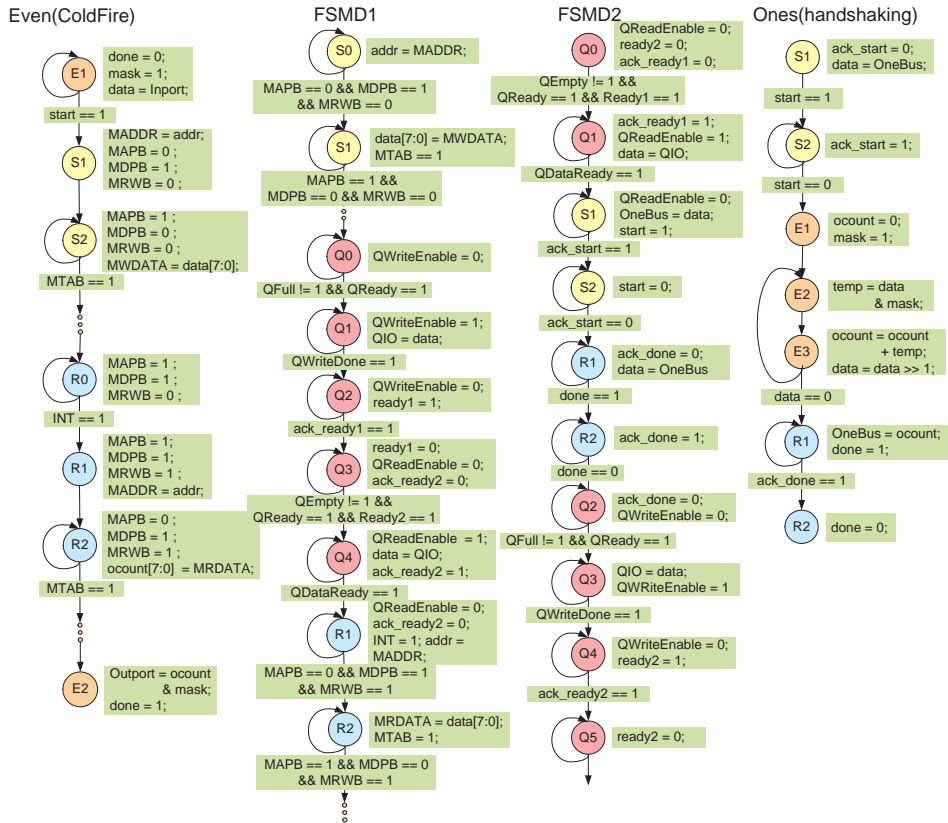 Even(ColdFire)
E1
done = 0;
mask = 1;
data = Inport;
start == 1
S1
MADDR = addr;
MAPB = 0 ;
MDPB = 1 ;
MRWB = 0 ;
S2
MAPB = 1 ;
MDPB = 0 ;
MRWB = 0 ;
MWDATA = data[7:0];
MTAB == 1
R0
MAPB = 1 ;
MDPB = 1 ;
MRWB = 0 ;
INT == 1
R1
MAPB = 1;
MDPB = 1;
MRWB = 1 ;
MADDR = addr;
R2
MAPB = 0 ;
MDPB = 1 ;
MRWB = 1 ;
ocount[7:0] = MRDATA;
MTAB == 1
E2
Outport = ocount
& mask;
done = 1;
FSMD1
S0
addr = MADDR;
MAPB == 0 && MDPB == 1
&& MRWB == 0
S1
data[7:0] = MWDATA;
MTAB == 1
MAPB == 1 &&
MDPB == 0 && MRWB == 0
Q0
QWriteEnable = 0;
QFull != 1 && QReady == 1
Q1
QWriteEnable = 1;
QIO = data;
QWriteDone == 1
Q2
QWriteEnable = 0;
ready1 = 1;
ack_ready1 == 1
Q3
ready1 = 0;
QReadEnable = 0;
ack_ready2 = 0;
QEmpty != 1 &&
QReady == 1 && Ready2 == 1
Q4
QReadEnable = 1;
data = QIO;
ack_ready2 = 1;
QDataReady == 1
R1
QReadEnable = 0;
ack_ready2 = 0;
INT = 1; addr =
MADDR;
MAPB == 0 && MDPB == 1
&& MRWB == 1
R2
MRDATA = data[7:0];
MTAB = 1;
MAPB == 1 && MDPB == 0
&& MRWB == 1
FSMD2
Q0
QReadEnable = 0;
ready2 = 0;
ack_ready1 = 0;
QEmpty != 1 &&
QReady == 1 && Ready1 == 1
Q1
ack_ready1 = 1;
QReadEnable = 1;
data = QIO;
QDataReady == 1
S1
QReadEnable = 0;
OneBus = data;
start = 1;
ack_start == 1
S2
start = 0;
ack_start == 0
R1
ack_done = 0;
data = OneBus
done == 1
R2
ack_done = 1;
done == 0
Q2
ack_done = 0;
QWriteEnable = 0;
QFull != 1 && QReady == 1
Q3
QIO = data;
QWRiteEnable = 1
QWriteDone == 1
Q4
QWriteEnable = 0;
ready2 = 1;
ack_ready2 == 1
Q5
ready2 = 0;
Ones(handshaking)
S1
ack_start = 0;
data = OneBus;
start == 1
S2
ack_start = 1;
start == 0
E1
ocount = 0;
mask = 1;
E2
temp = data
& mask;
E3
ocount = ocount
+ temp;
data = data >> 1;
data == 0
R1
OneBus = ocount;
done = 1;
ack_done == 1
R2
done = 0;